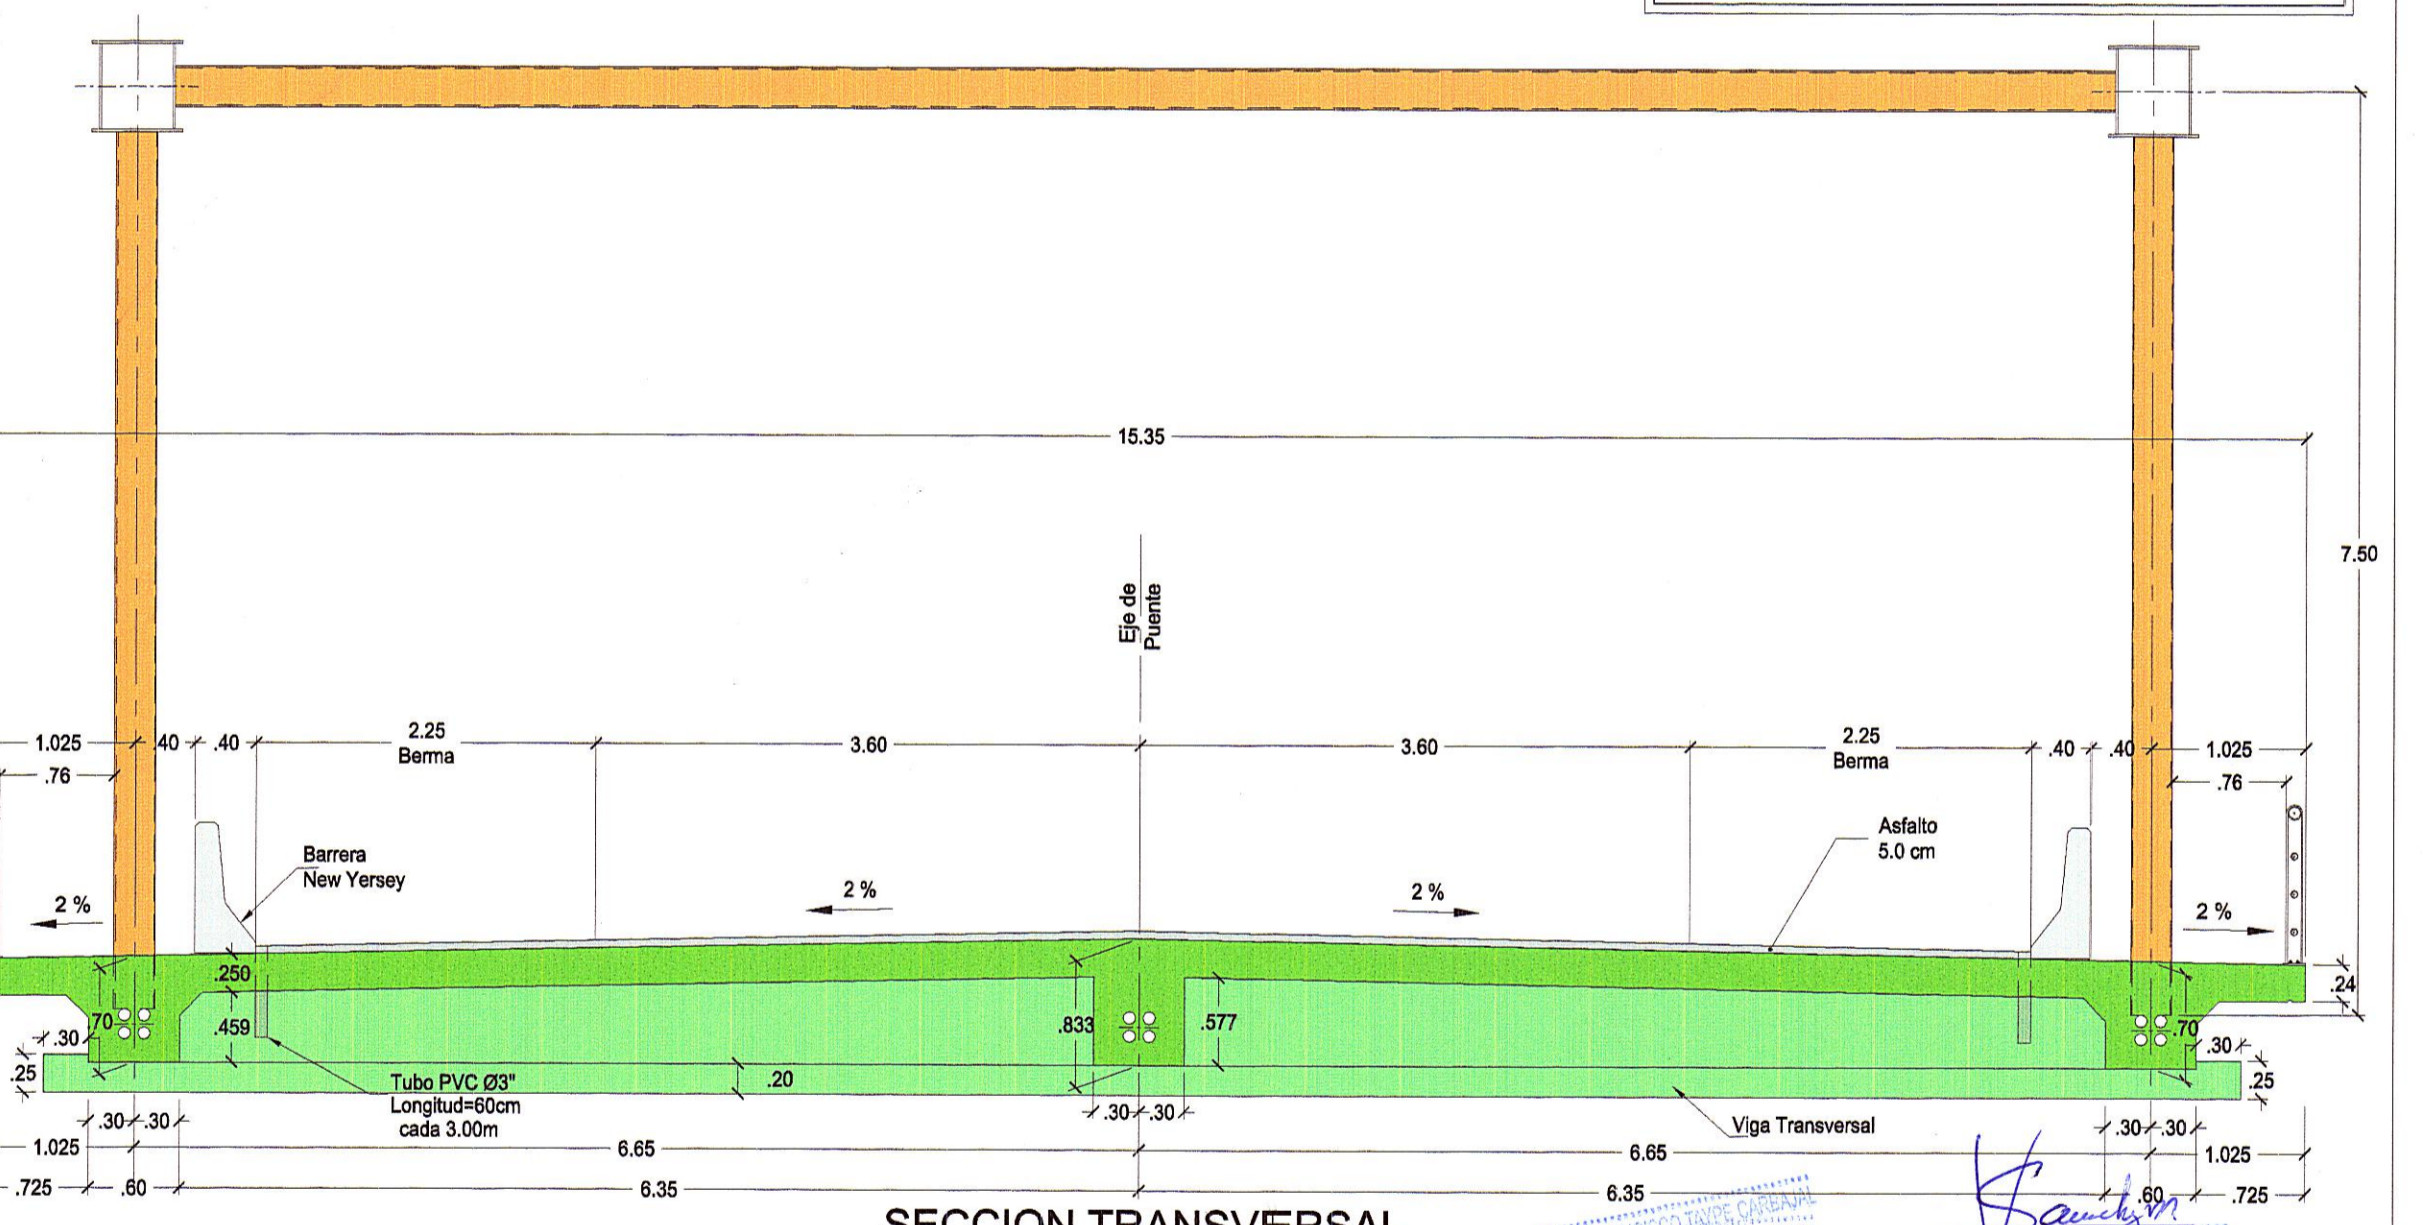 15.35
7.50
Eje de
Puente
1.025 .40 .40 2.25 3.60 3.60 2.25 .40 .40 1.025
Berma Berma
.76 .76
Asfalto
5.0 cm
Barrera
New Yersey
2 % 2 % 2 % 2 %
.250 .24
.70 .459 .833 .577 .70
.30 .30
.25 .20 .25
Tubo PVC Ø3"
Longitud=60cm
cada 3.00m
.30 .30 .30 .30 .30 .30
Viga Transversal
1.025 6.65 6.65 1.025
.725 .60 6.35 6.35 .60 .725
SECCION TRANSVERSAL
TAYPE CARBAJAL